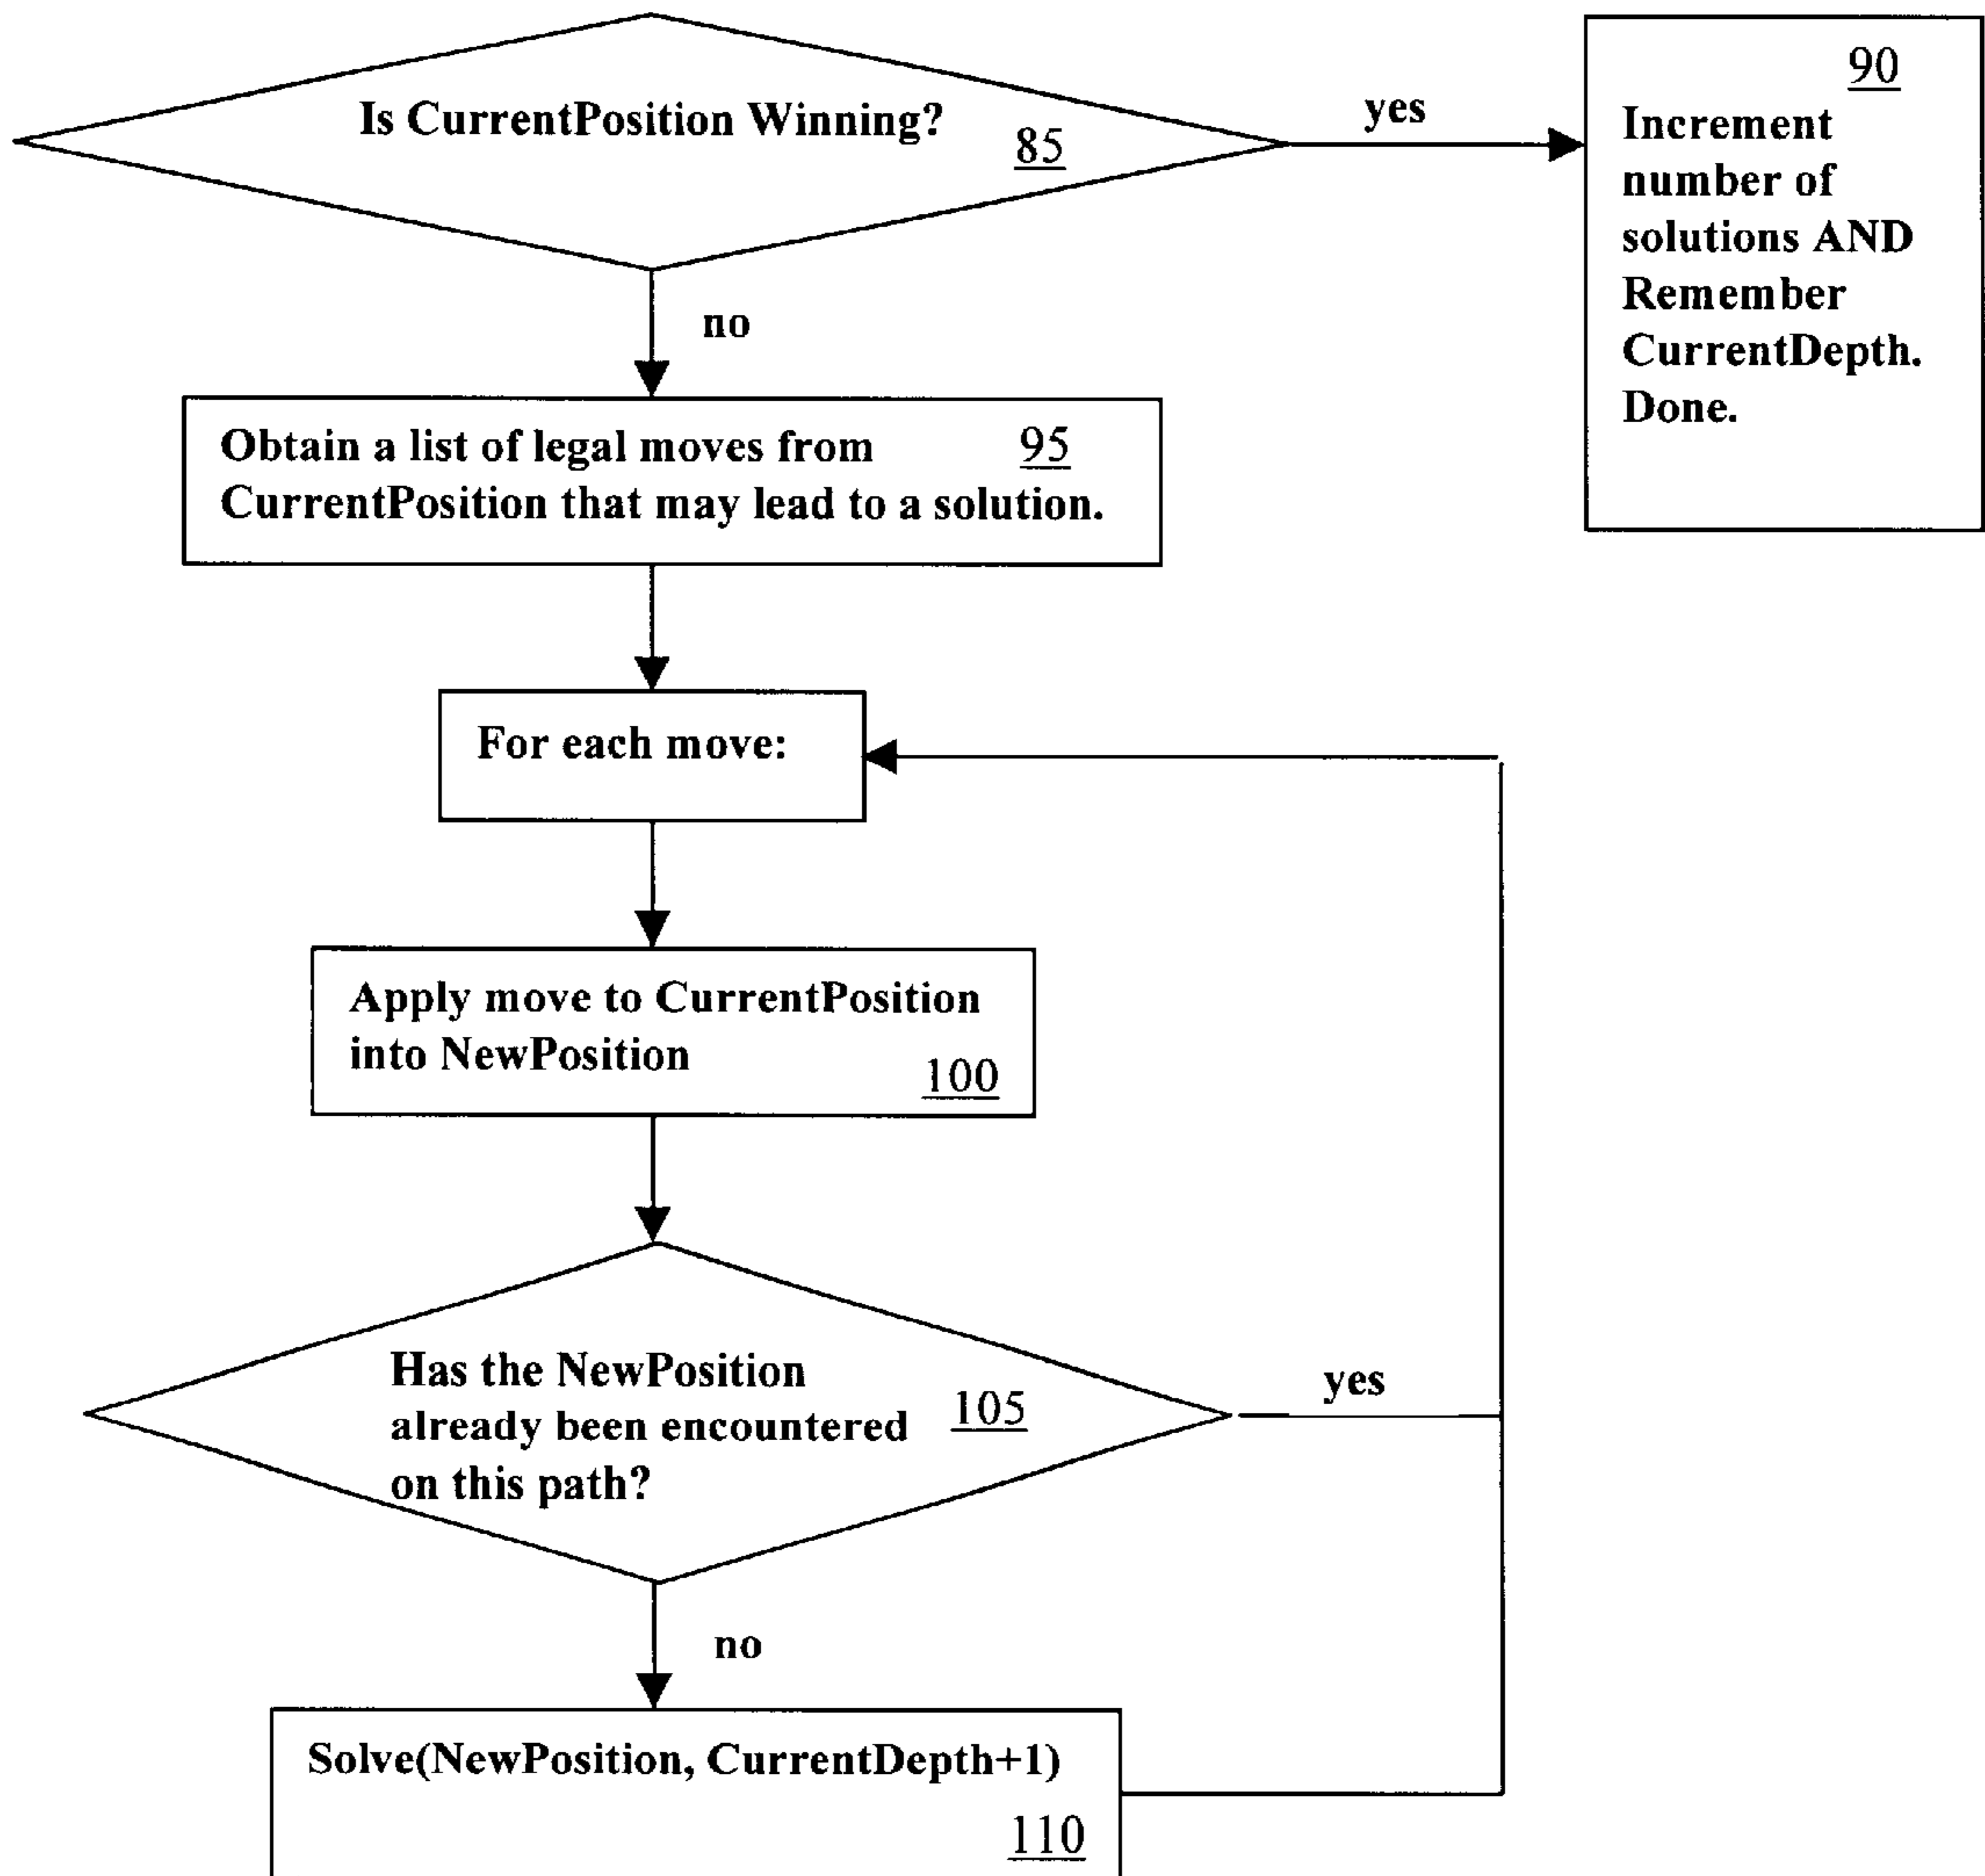 Is CurrentPosition Winning?
85
yes
90
Increment
number of
solutions AND
Remember
CurrentDepth.
Done.
no
Obtain a list of legal moves from 95
CurrentPosition that may lead to a solution.
For each move:
Apply move to CurrentPosition
into NewPosition
100
Has the NewPosition
already been encountered 105
on this path?
yes
no
Solve(NewPosition, CurrentDepth+1)
110